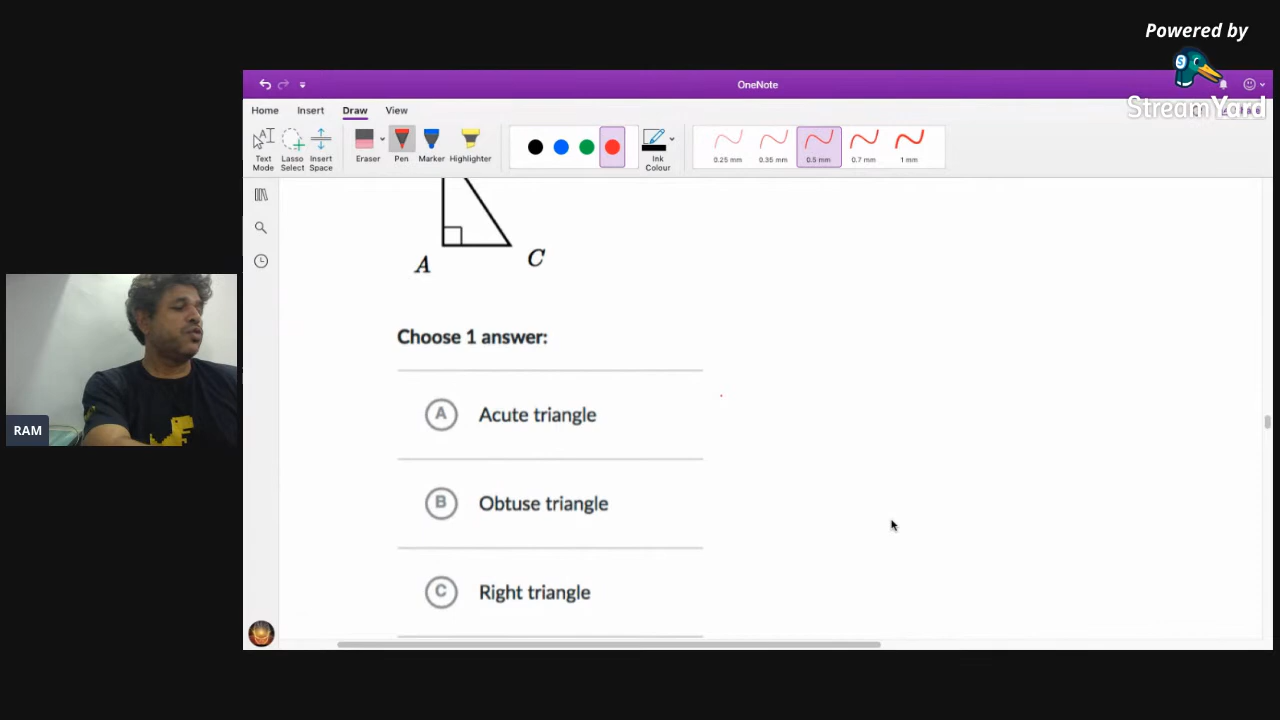 Powered by
StreamYard
OneNote
Home Insert Draw View
Text Mode
Lasso Select
Insert Space
Eraser
Pen
Marker
Highlighter
Ink Colour
0.25 mm
0.35 mm
0.5 mm
0.7 mm
1 mm
A
C
Choose 1 answer:
A Acute triangle
B Obtuse triangle
C Right triangle
RAM